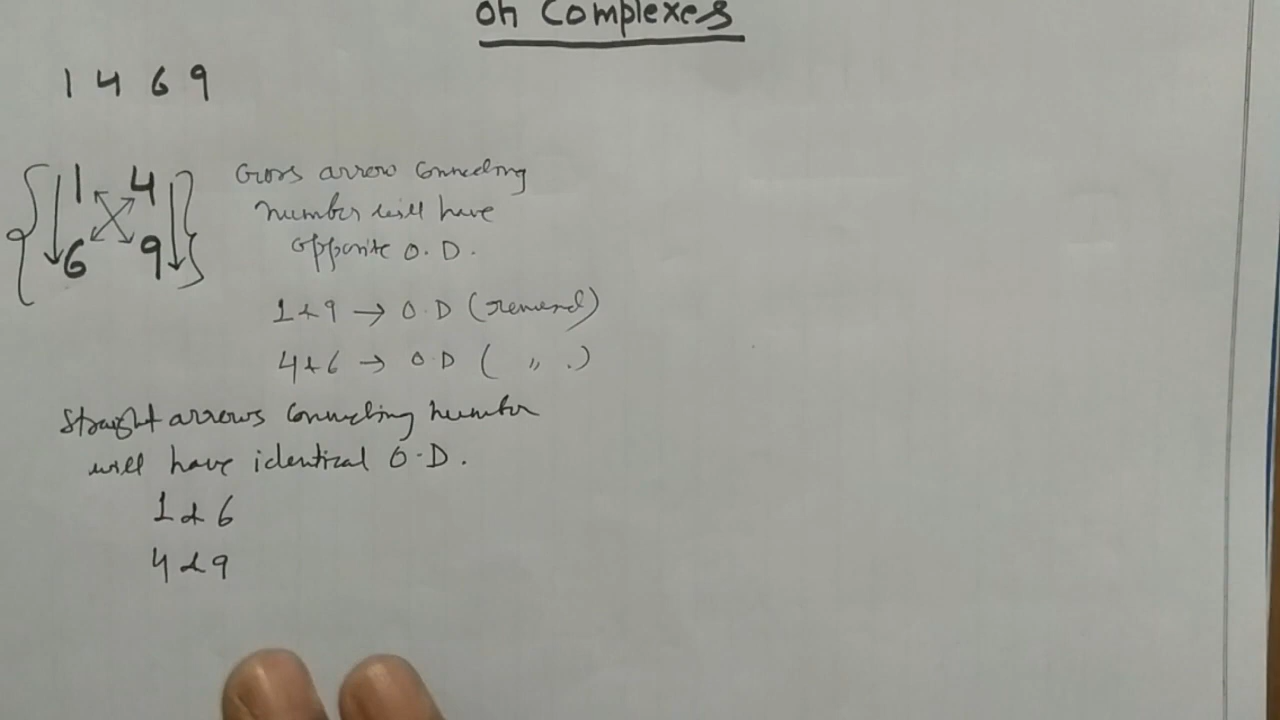 Oh Complexes
1 4 6 9
1 4
6 9
Cross arrow connecting
number will have
opposite O.D.
1 & 9 → O.D (reversed)
4 & 6 → O.D ( ,, .)
Straight arrows connecting number
will have identical O.D.
1 & 6
4 & 9